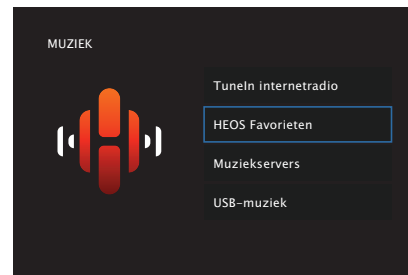 MUZIEK
TuneIn internetradio
HEOS Favorieten
Muziekservers
USB-muziek